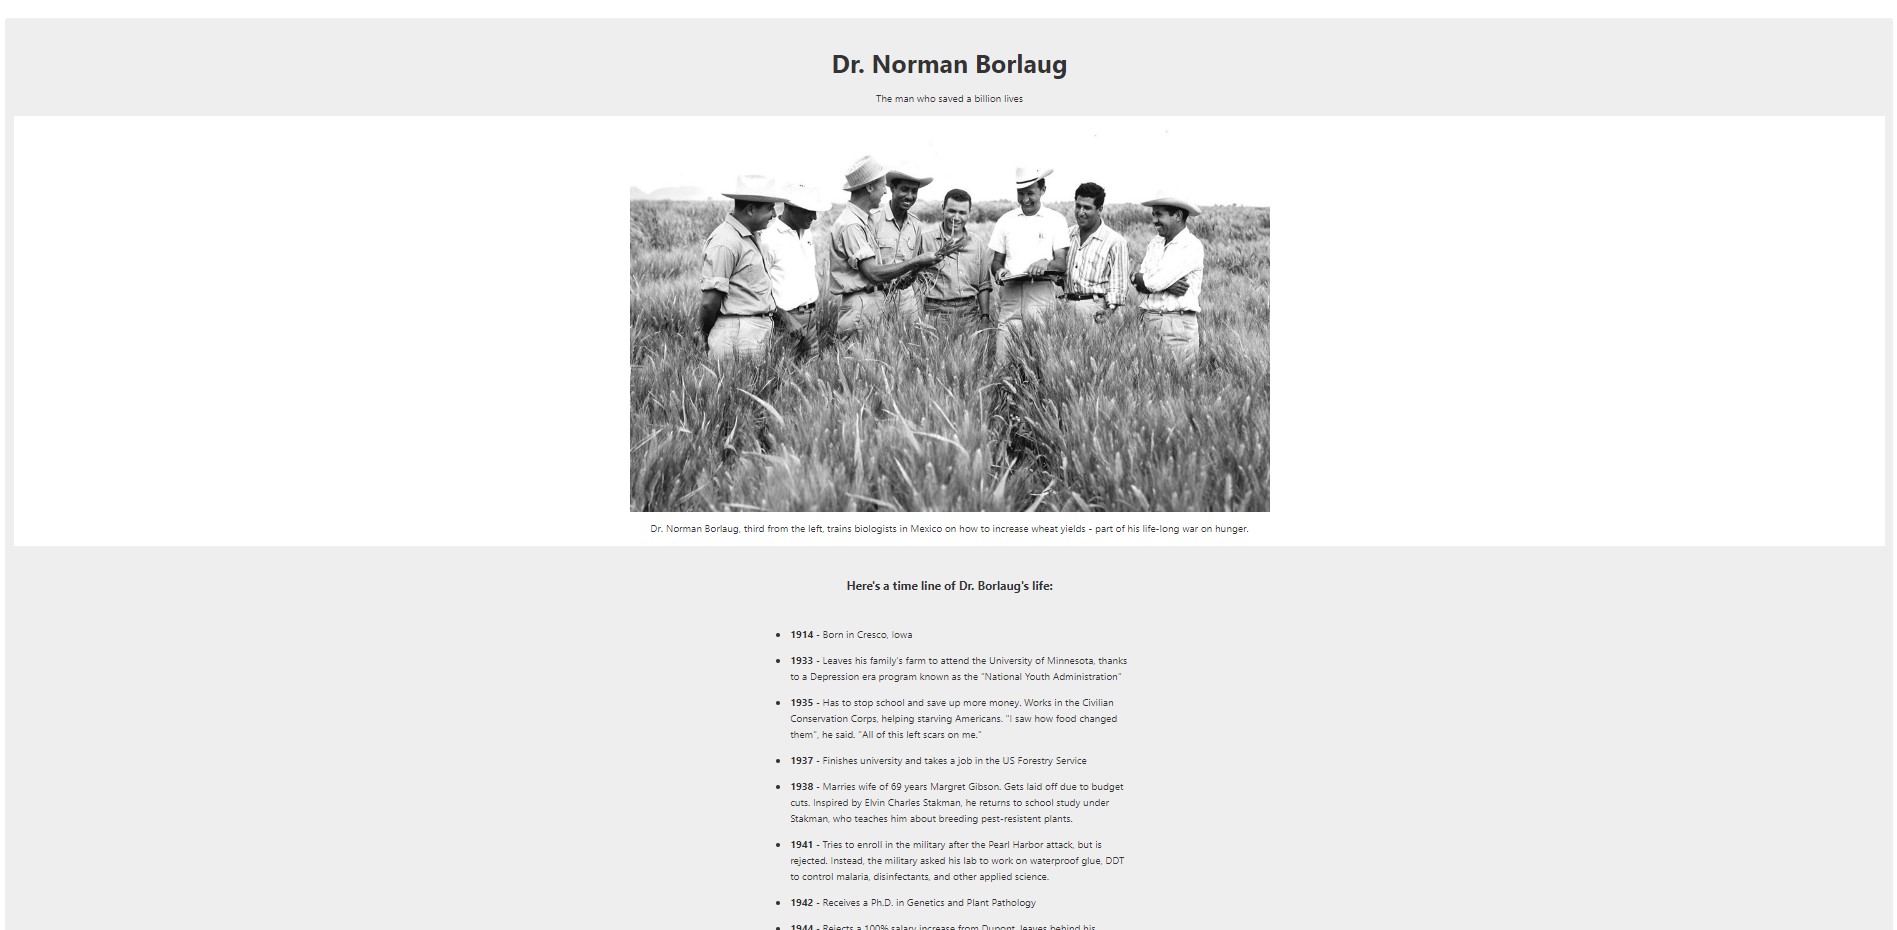 Dr. Norman Borlaug
The man who saved a billion lives
Dr. Norman Borlaug, third from the left, trains biologists in Mexico on how to increase wheat yields - part of his life-long war on hunger.
Here's a time line of Dr. Borlaug's life:
1914 - Born in Cresco, Iowa
1933 - Leaves his family's farm to attend the University of Minnesota, thanks
to a Depression era program known as the "National Youth Administration"
1935 - Has to stop school and save up more money. Works in the Civilian
Conservation Corps, helping starving Americans. "I saw how food changed
them", he said. "All of this left scars on me."
1937 - Finishes university and takes a job in the US Forestry Service
1938 - Marries wife of 69 years Margret Gibson. Gets laid off due to budget
cuts. Inspired by Elvin Charles Stakman, he returns to school study under
Stakman, who teaches him about breeding pest-resistent plants.
1941 - Tries to enroll in the military after the Pearl Harbor attack, but is
rejected. Instead, the military asked his lab to work on waterproof glue, DDT
to control malaria, disinfectants, and other applied science.
1942 - Receives a Ph.D. in Genetics and Plant Pathology
1944 - Rejects a 100% salary increase from Dupont, leaves behind his